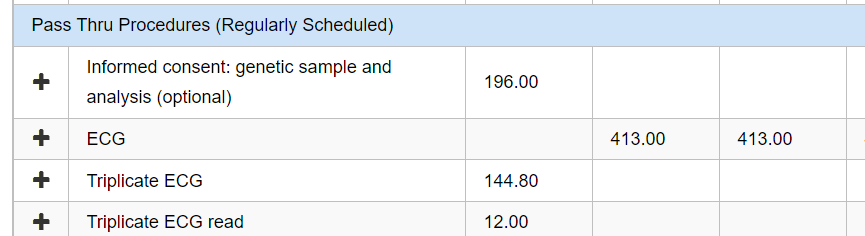 Pass Thru Procedures (Regularly Scheduled)
Informed consent: genetic sample and
analysis (optional)
196.00
ECG
413.00
413.00
Triplicate ECG
144.80
Triplicate ECG read
12.00